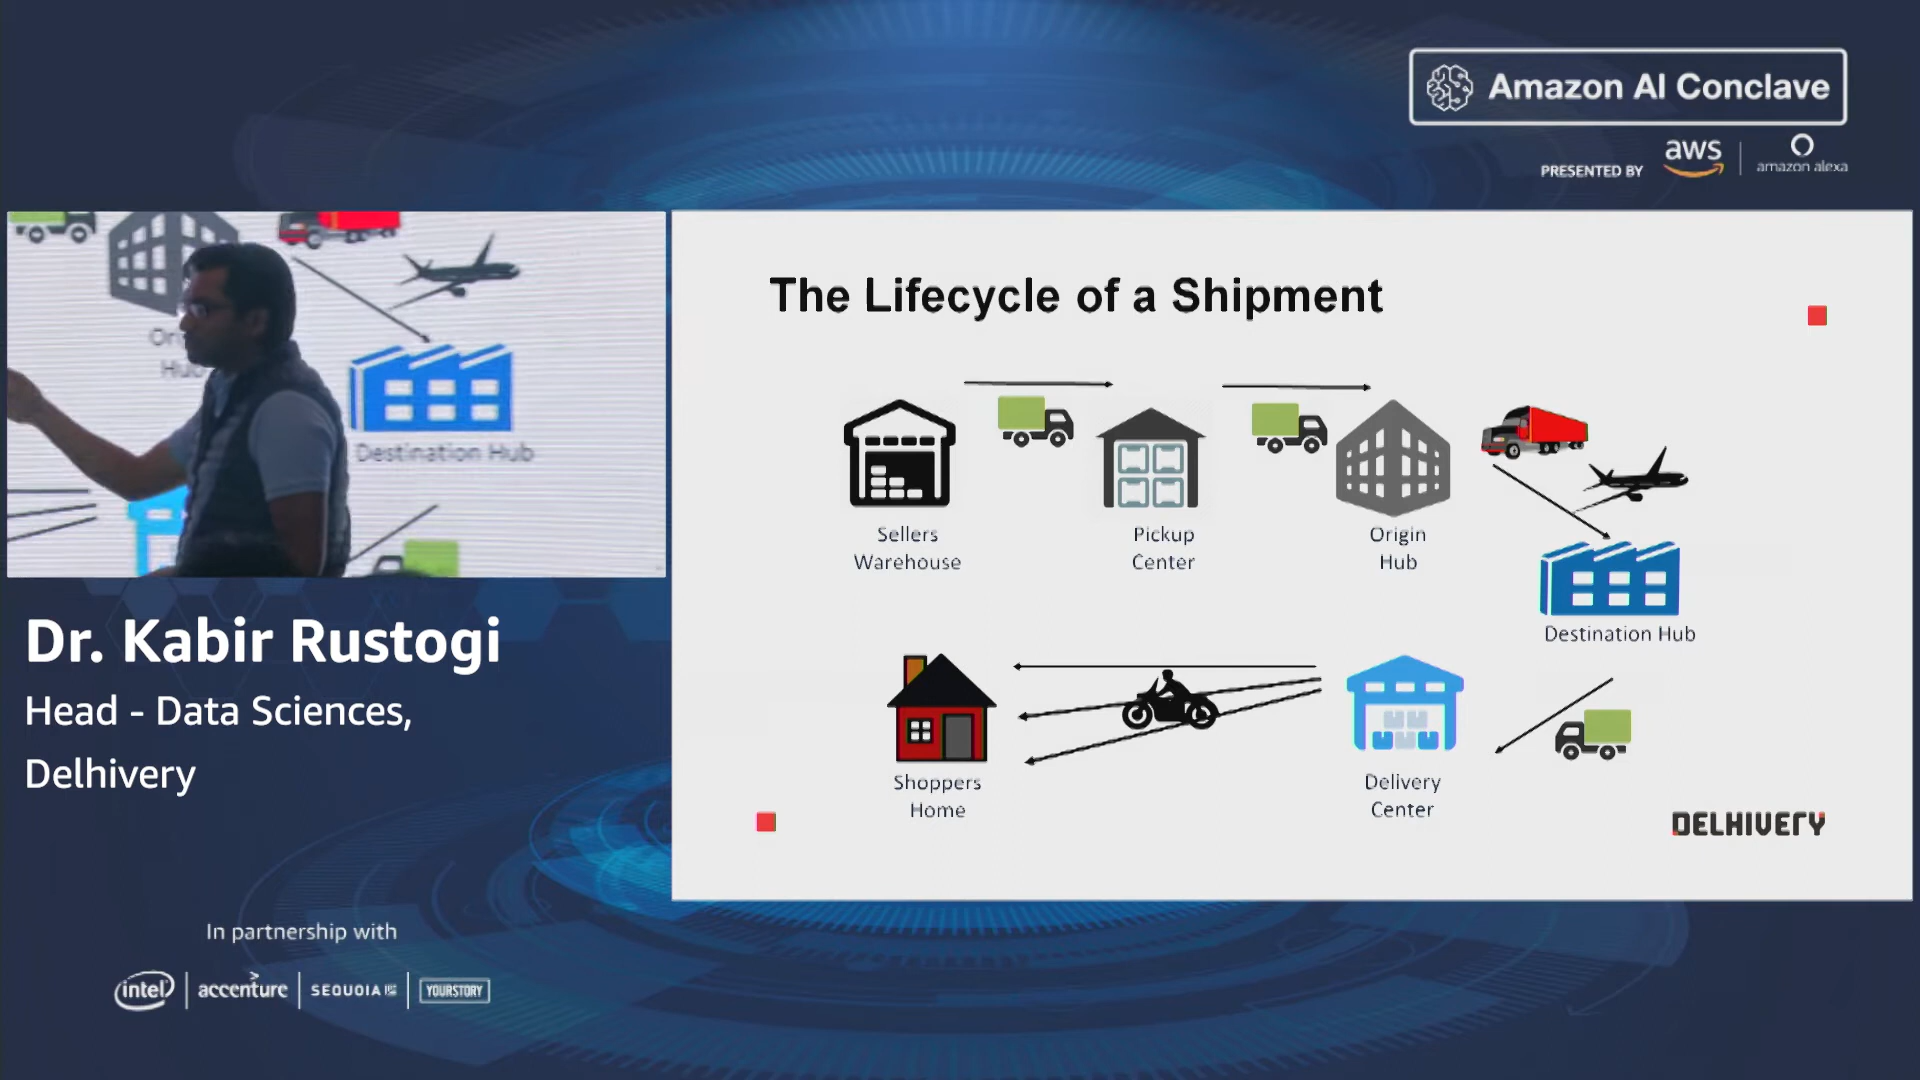 Amazon AI Conclave
PRESENTED BY
aws
amazon alexa
Or
Hub
Destination Hub
The Lifecycle of a Shipment
Sellers
Warehouse
Pickup
Center
Origin
Hub
Destination Hub
Shoppers
Home
Delivery
Center
DELHIVERY
Dr. Kabir Rustogi
Head - Data Sciences,
Delhivery
In partnership with
intel
accenture
SEQUOIA
YOURSTORY